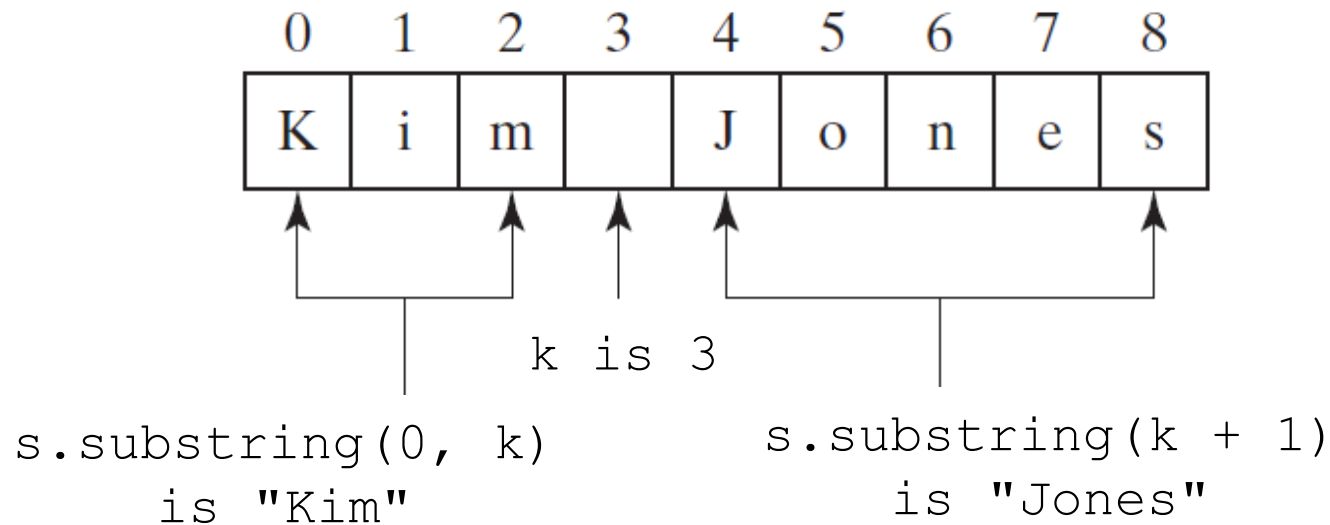 0 1 2 3 4 5 6 7 8
K i m J o n e s
k is 3
s.substring(0, k)
is "Kim"
s.substring(k + 1)
is "Jones"